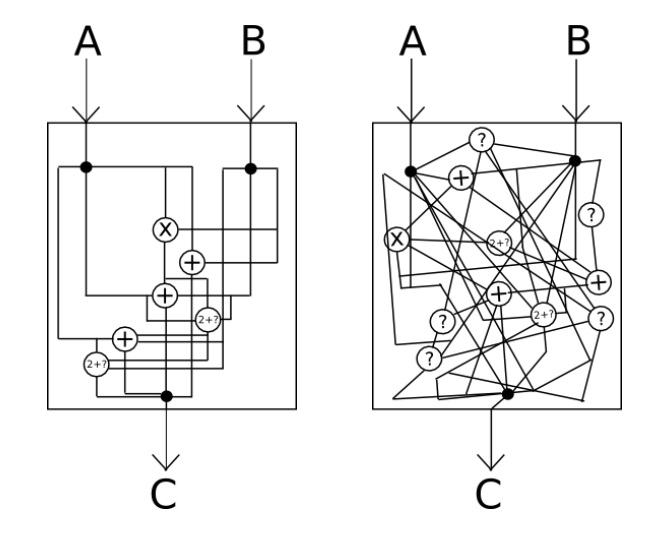 A B A B
?
+
?
X + X 2+? 
+ + +
2+? ? 2+? ?
+
2+? ?
C C